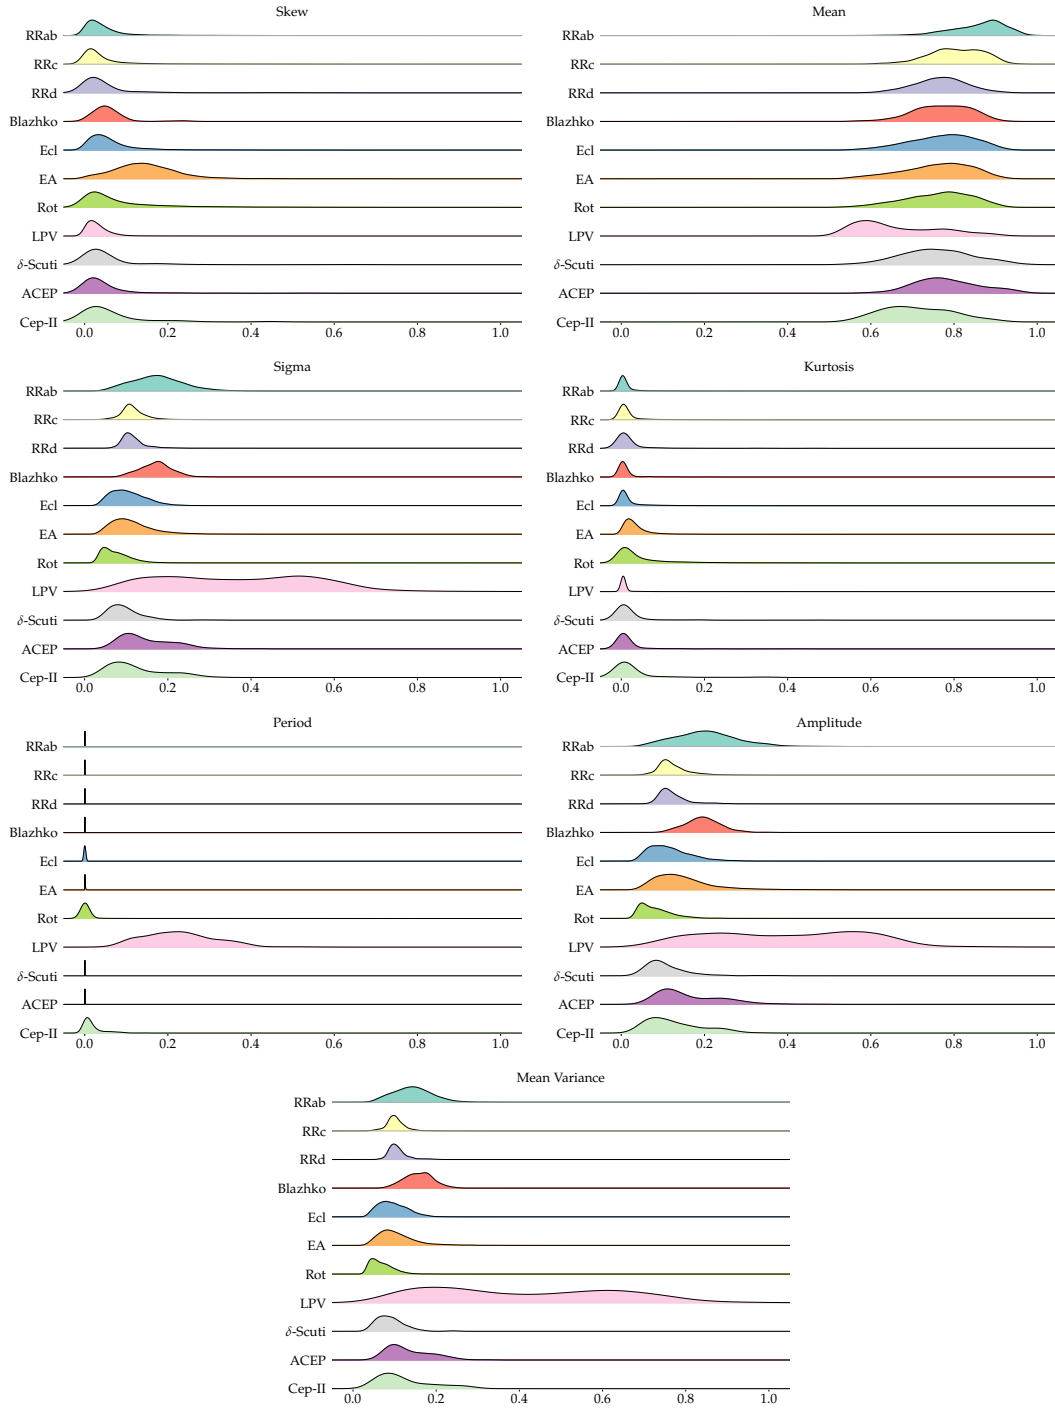 Skew
RRab
RRc
RRd
Blazhko
Ecl
EA
Rot
LPV
δ-Scuti
ACEP
Cep-II
0.0 0.2 0.4 0.6 0.8 1.0
Mean
RRab
RRc
RRd
Blazhko
Ecl
EA
Rot
LPV
δ-Scuti
ACEP
Cep-II
0.0 0.2 0.4 0.6 0.8 1.0
Sigma
RRab
RRc
RRd
Blazhko
Ecl
EA
Rot
LPV
δ-Scuti
ACEP
Cep-II
0.0 0.2 0.4 0.6 0.8 1.0
Kurtosis
RRab
RRc
RRd
Blazhko
Ecl
EA
Rot
LPV
δ-Scuti
ACEP
Cep-II
0.0 0.2 0.4 0.6 0.8 1.0
Period
RRab
RRc
RRd
Blazhko
Ecl
EA
Rot
LPV
δ-Scuti
ACEP
Cep-II
0.0 0.2 0.4 0.6 0.8 1.0
Amplitude
RRab
RRc
RRd
Blazhko
Ecl
EA
Rot
LPV
δ-Scuti
ACEP
Cep-II
0.0 0.2 0.4 0.6 0.8 1.0
Mean Variance
RRab
RRc
RRd
Blazhko
Ecl
EA
Rot
LPV
δ-Scuti
ACEP
Cep-II
0.0 0.2 0.4 0.6 0.8 1.0